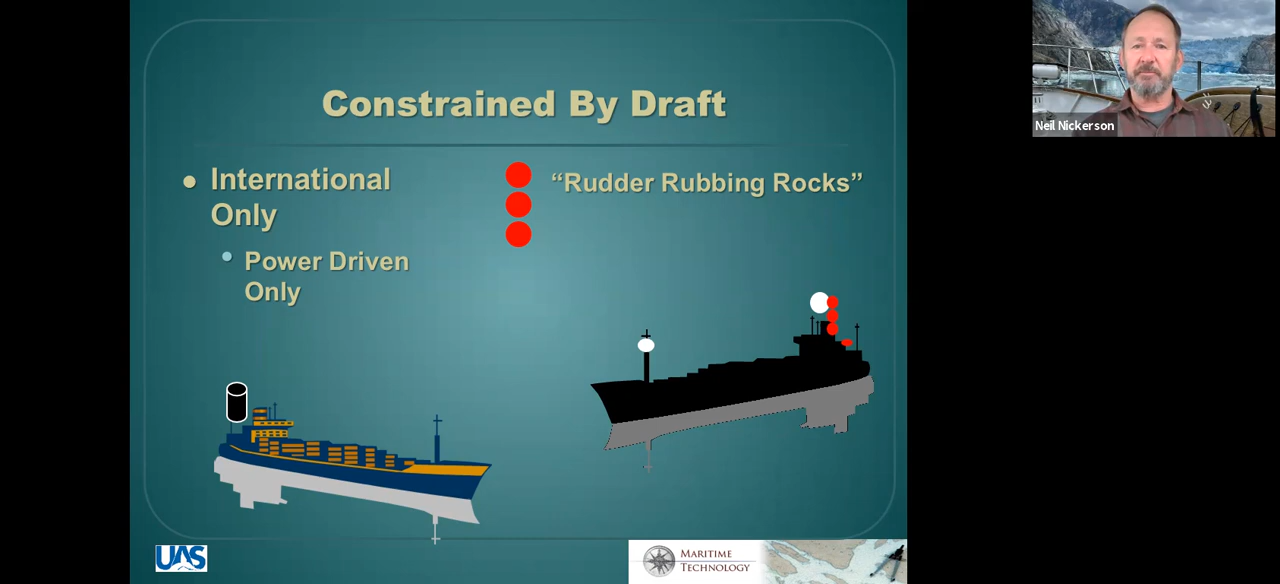 Constrained By Draft
International
Only
Power Driven
Only
“Rudder Rubbing Rocks”
UAS
MARITIME
TECHNOLOGY
Neil Nickerson